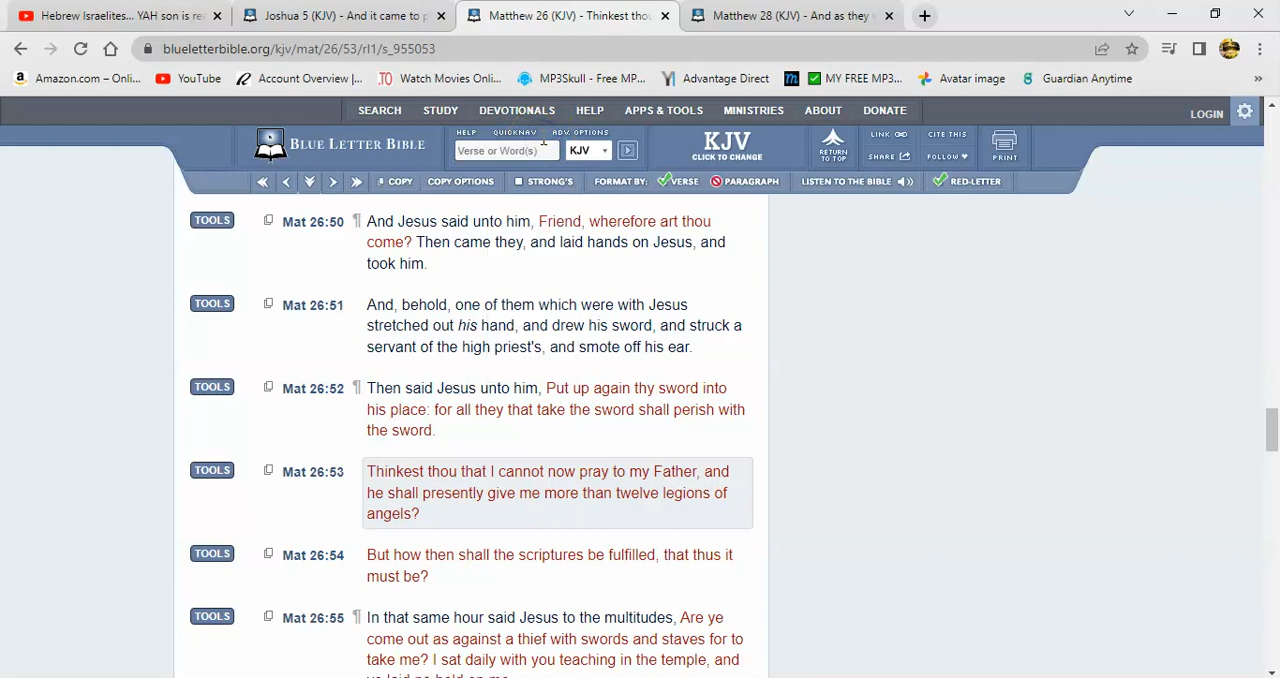 Hebrew Israelites... YAH son is re
Joshua 5 (KJV) - And it came to p
Matthew 26 (KJV) - Thinkest thou
Matthew 28 (KJV) - And as they w
blueletterbible.org/kjv/mat/26/53/rl1/s_955053
Amazon.com – Onli... YouTube Account Overview |... TO Watch Movies Onlin... MP3Skull - Free MP... Advantage Direct MY FREE MP3... Avatar image Guardian Anytime »
SEARCH STUDY DEVOTIONALS HELP APPS & TOOLS MINISTRIES ABOUT DONATE LOGIN
HELP QUICKNAV ADV. OPTIONS
BLUE LETTER BIBLE
Verse or Word(s) KJV
KJV
CLICK TO CHANGE
RETURN
TO TOP
LINK CITE THIS
SHARE FOLLOW PRINT
COPY COPY OPTIONS STRONG'S FORMAT BY: VERSE PARAGRAPH LISTEN TO THE BIBLE RED-LETTER
TOOLS Mat 26:50 ¶ And Jesus said unto him, Friend, wherefore art thou
come? Then came they, and laid hands on Jesus, and
took him.
TOOLS Mat 26:51 And, behold, one of them which were with Jesus
stretched out his hand, and drew his sword, and struck a
servant of the high priest's, and smote off his ear.
TOOLS Mat 26:52 ¶ Then said Jesus unto him, Put up again thy sword into
his place: for all they that take the sword shall perish with
the sword.
TOOLS Mat 26:53 Thinkest thou that I cannot now pray to my Father, and
he shall presently give me more than twelve legions of
angels?
TOOLS Mat 26:54 But how then shall the scriptures be fulfilled, that thus it
must be?
TOOLS Mat 26:55 ¶ In that same hour said Jesus to the multitudes, Are ye
come out as against a thief with swords and staves for to
take me? I sat daily with you teaching in the temple, and
ye laid no hold on me.